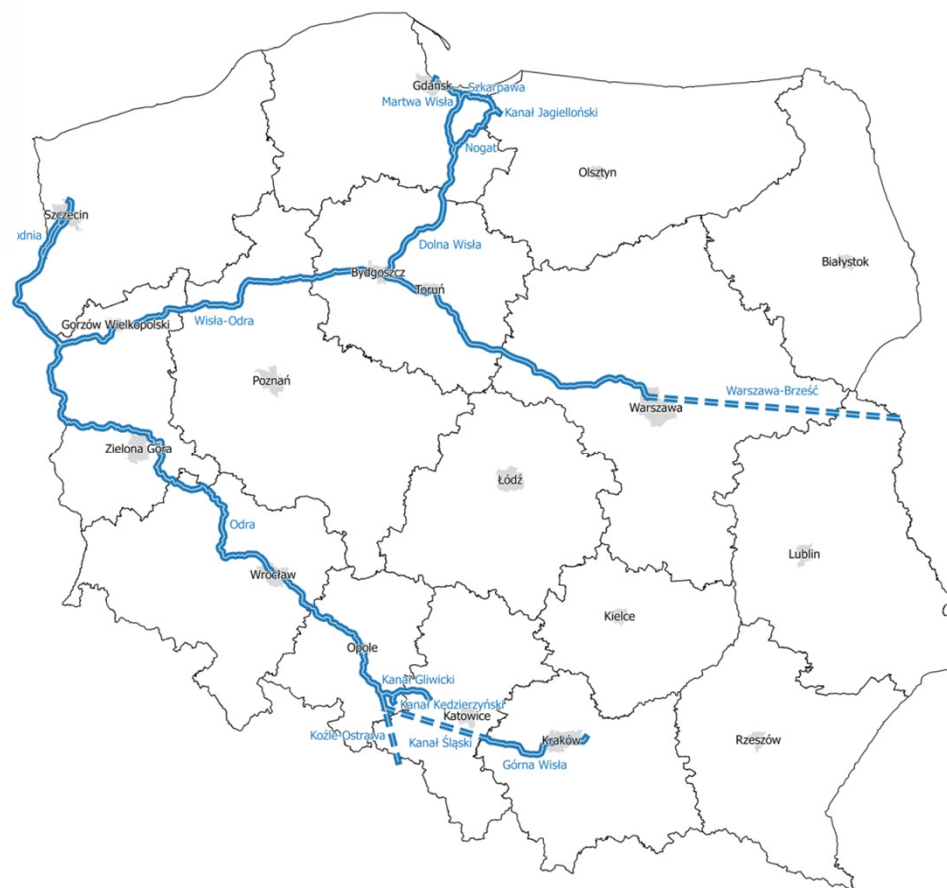 Gdańsk
Szkarpawa
Martwa Wisła
Kanał Jagielloński
Nogat
Olsztyn
Szczecin
odnia
Dolna Wisła
Białystok
Bydgoszcz
Toruń
Gorzów Wielkopolski
Wisła-Odra
Poznań
Warszawa-Brześć
Warszawa
Zielona Góra
Łódź
Odra
Wrocław
Lublin
Kielce
Opole
Kanał Gliwicki
Kanał Kędzierzyński
Katowice
Koźle-Ostrawa
Kanał Śląski
Kraków
Rzeszów
Górna Wisła